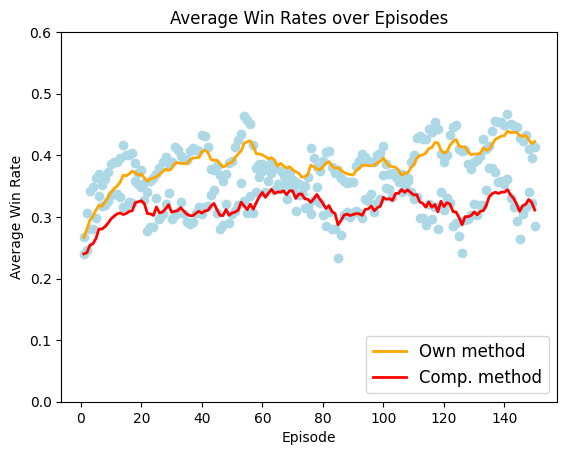 Average Win Rates over Episodes
0.6
0.5
0.4
0.3
0.2
0.1
0.0
Average Win Rate
Own method
Comp. method
0 20 40 60 80 100 120 140
Episode